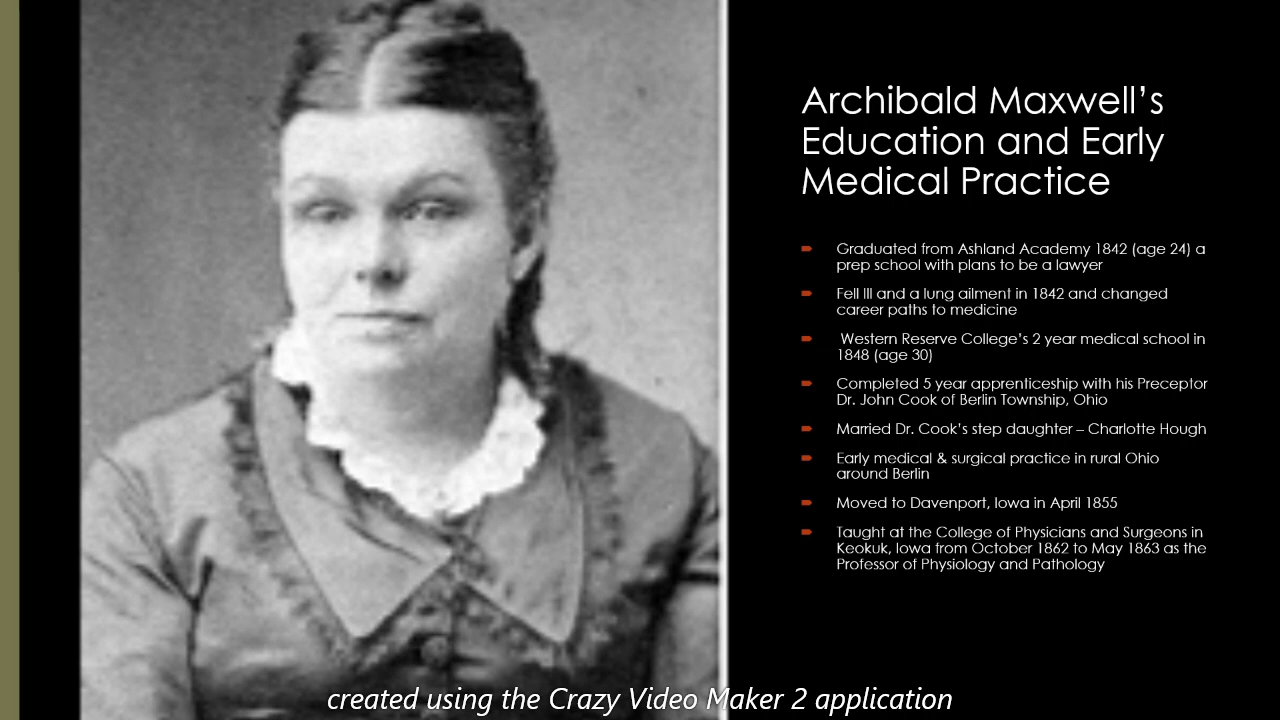 Archibald Maxwell’s
Education and Early
Medical Practice
Graduated from Ashland Academy 1842 (age 24) a
prep school with plans to be a lawyer
Fell Ill and a lung ailment in 1842 and changed
career paths to medicine
Western Reserve College’s 2 year medical school in
1848 (age 30)
Completed 5 year apprenticeship with his Preceptor
Dr. John Cook of Berlin Township, Ohio
Married Dr. Cook’s step daughter – Charlotte Hough
Early medical & surgical practice in rural Ohio
around Berlin
Moved to Davenport, Iowa in April 1855
Taught at the College of Physicians and Surgeons in
Keokuk, Iowa from October 1862 to May 1863 as the
Professor of Physiology and Pathology
created using the Crazy Video Maker 2 application